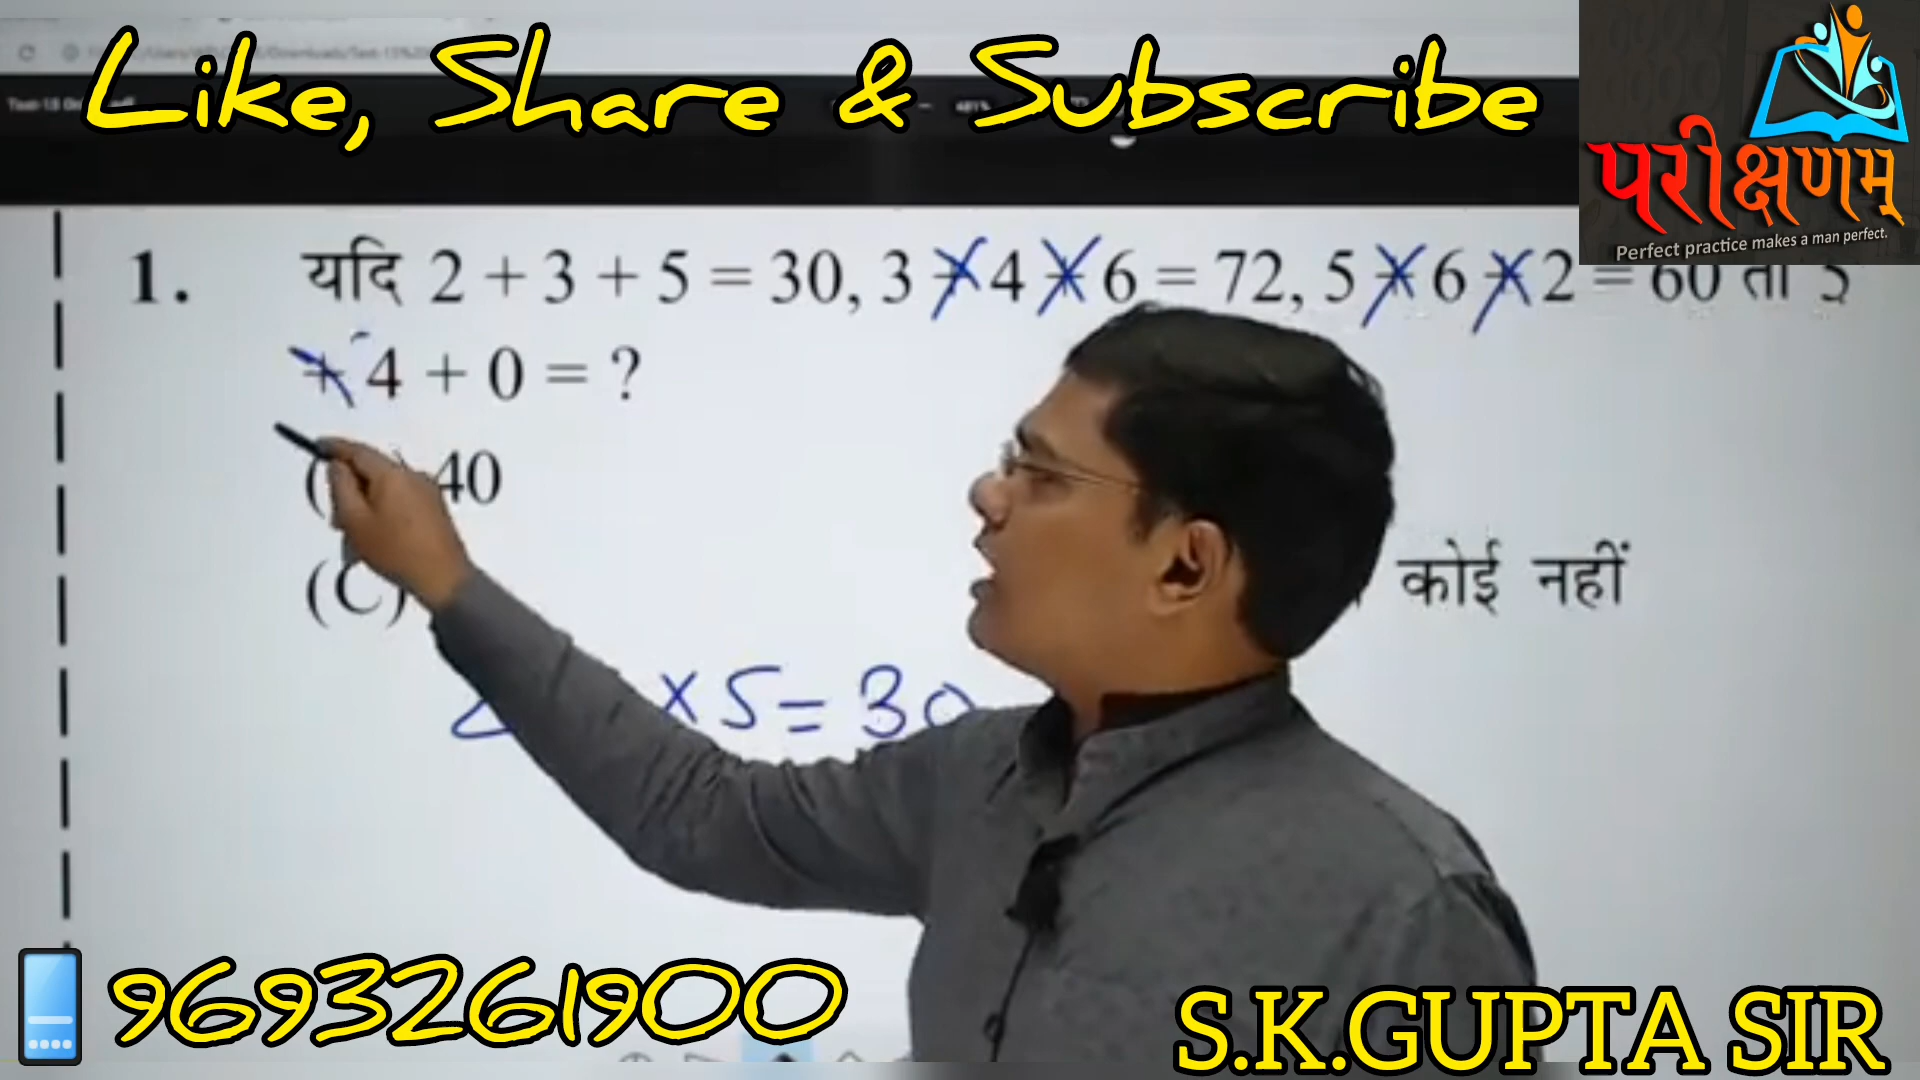 Like, Share & Subscribe
परीक्षणम्
Perfect practice makes a man perfect.
1. यदि 2 + 3 + 5 = 30, 3 × 4 × 6 = 72, 5 × 6 × 2 = 60 तो 5
+ 4 + 0 = ?
40
(C)
कोई नहीं
× 5 = 30
9693261900
S.K.GUPTA SIR